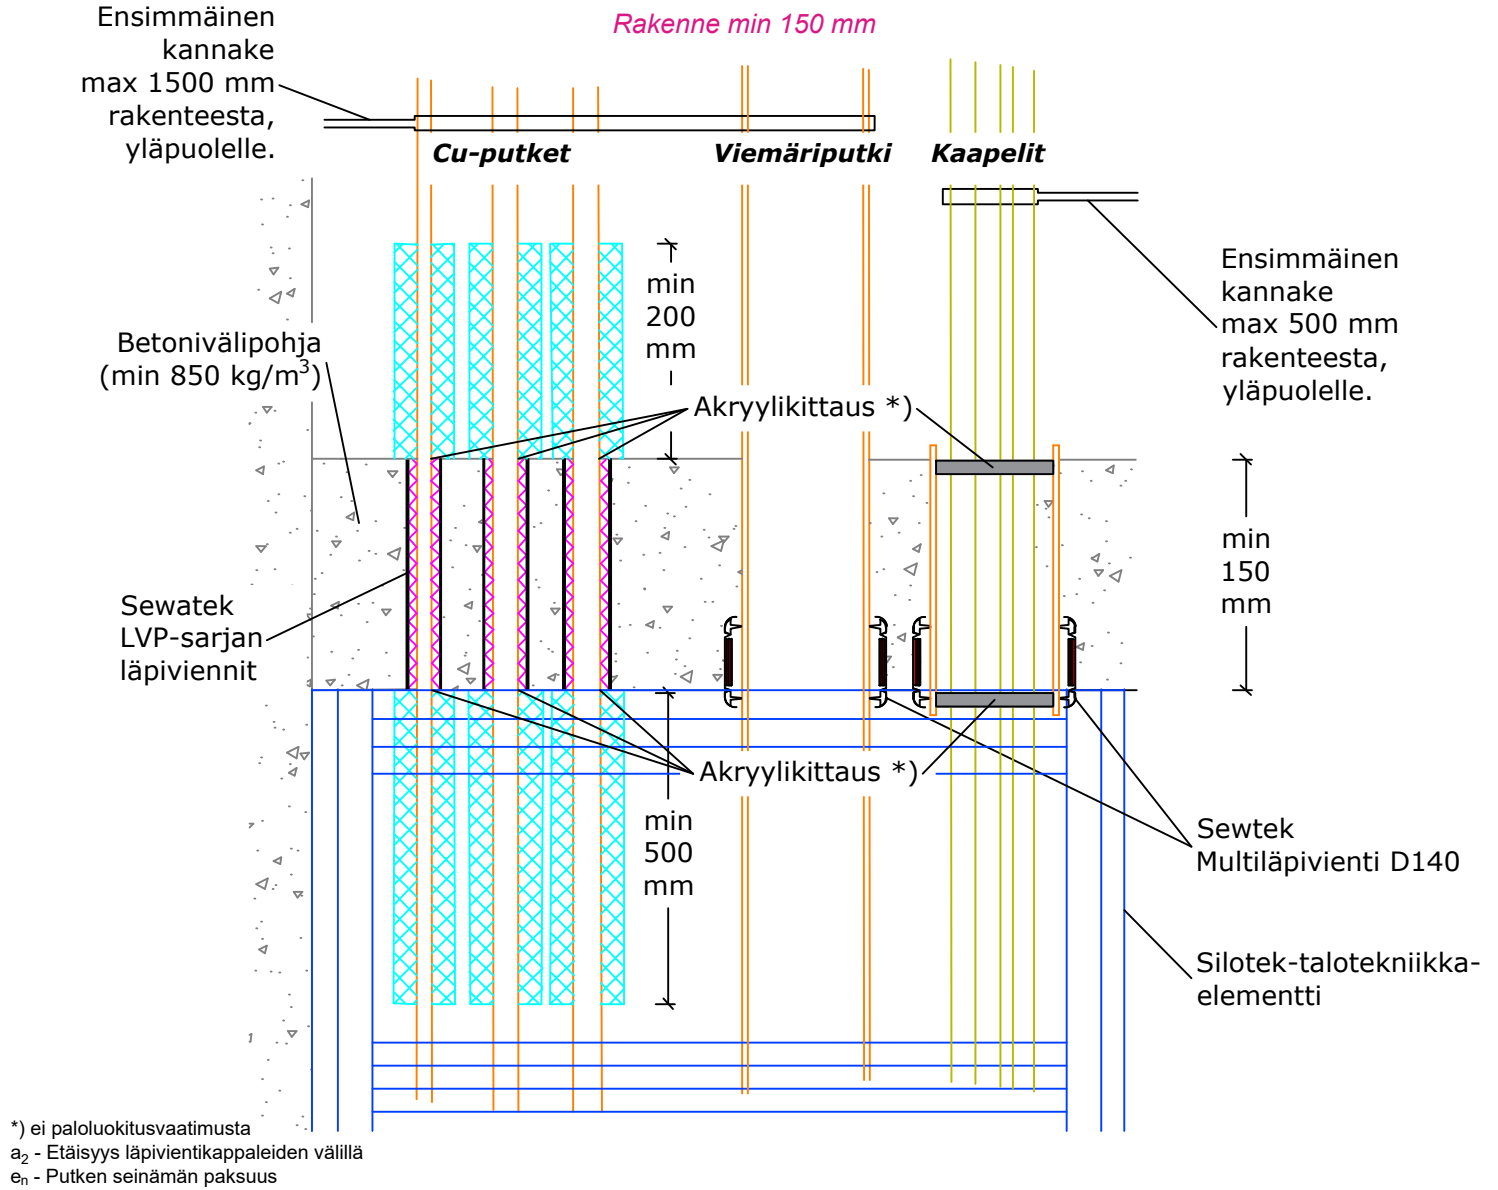 Rakenne min 150 mm
Ensimmäinen
kannake
max 1500 mm
rakenteesta,
yläpuolelle.
Cu-putket
Viemäriputki
Kaapelit
min
200
mm
Ensimmäinen
kannake
max 500 mm
rakenteesta,
yläpuolelle.
Betonivälipohja
(min 850 kg/m³)
Akryylikittaus *)
min
150
mm
Sewatek
LVP-sarjan
läpiviennit
Akryylikittaus *)
min
500
mm
Sewtek
Multiläpivienti D140
Silotek-talotekniikka-
elementti
*) ei paloluokitusvaatimusta
a₂ - Etäisyys läpivientikappaleiden välillä
eₙ - Putken seinämän paksuus